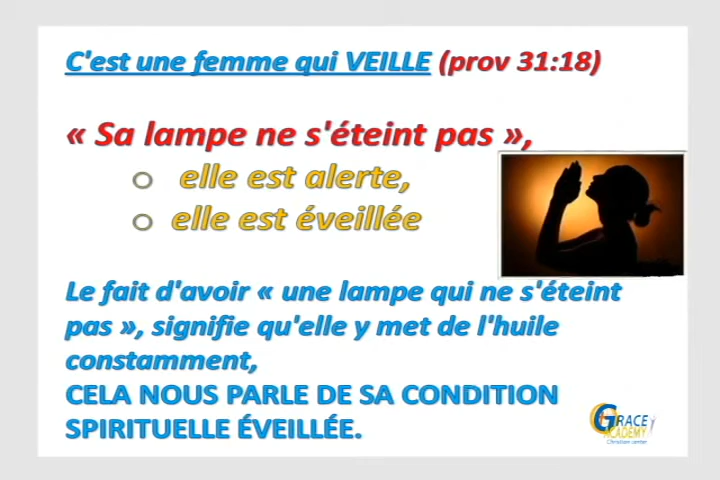 C'est une femme qui VEILLE (prov 31:18)
« Sa lampe ne s'éteint pas »,
elle est alerte,
elle est éveillée
Le fait d'avoir « une lampe qui ne s'éteint
pas », signifie qu'elle y met de l'huile
constamment,
CELA NOUS PARLE DE SA CONDITION
SPIRITUELLE ÉVEILLÉE.
GRACE
ACADEMY
Christian center